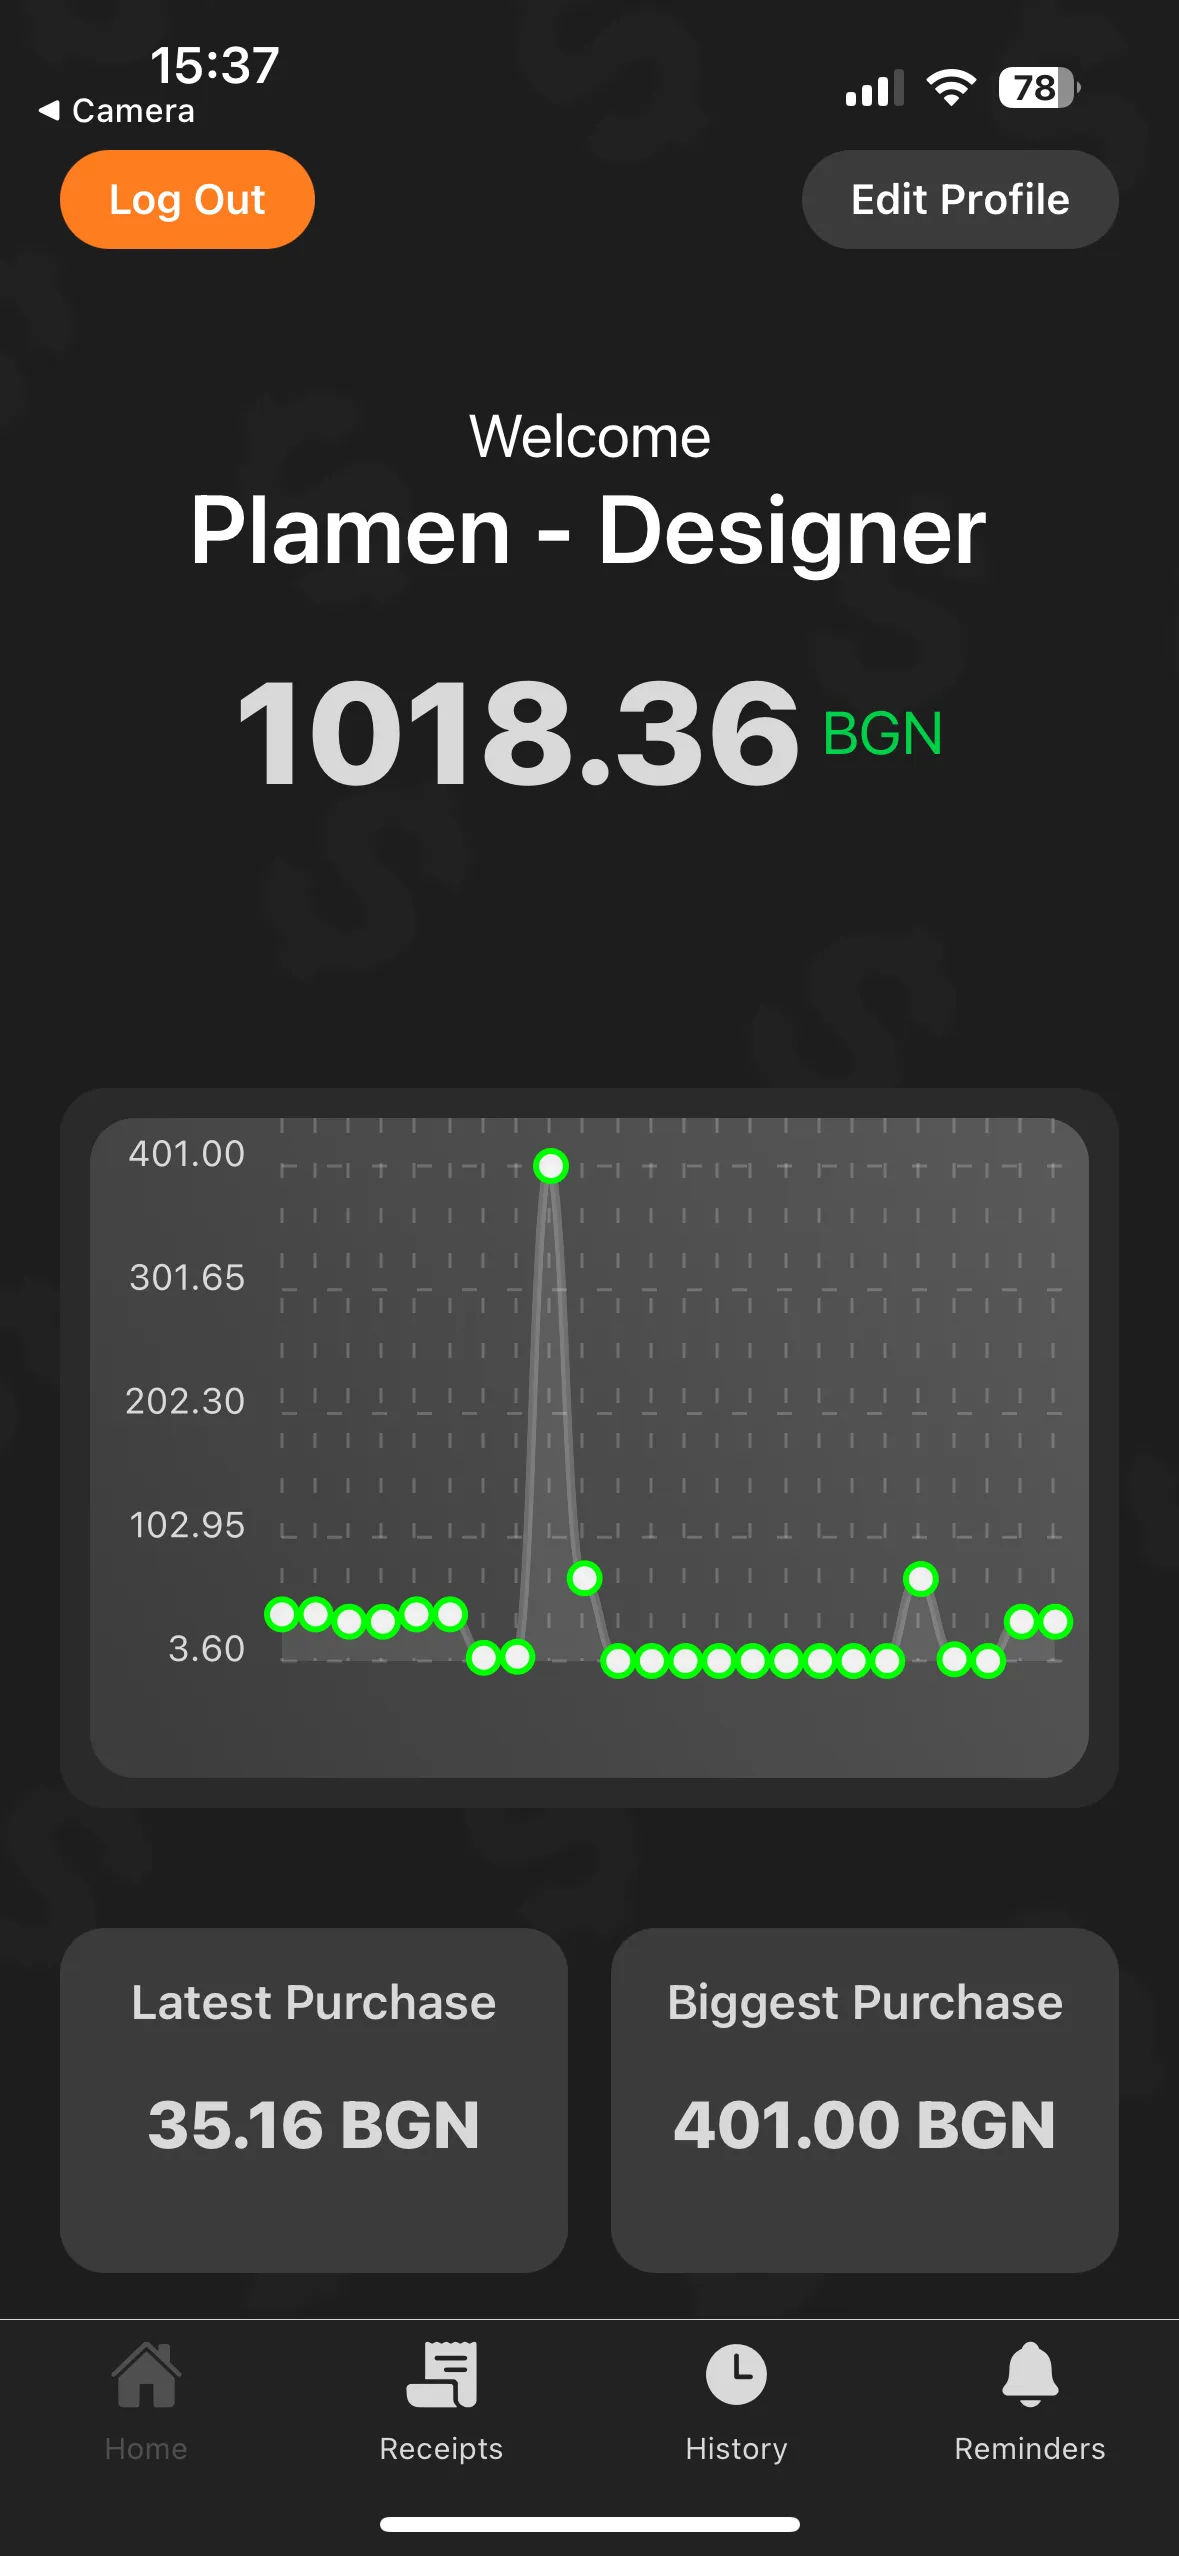 15:37
Camera
78
Log Out
Edit Profile
Welcome
Plamen - Designer
1018.36 BGN
401.00
301.65
202.30
102.95
3.60
Latest Purchase
35.16 BGN
Biggest Purchase
401.00 BGN
Home
Receipts
History
Reminders